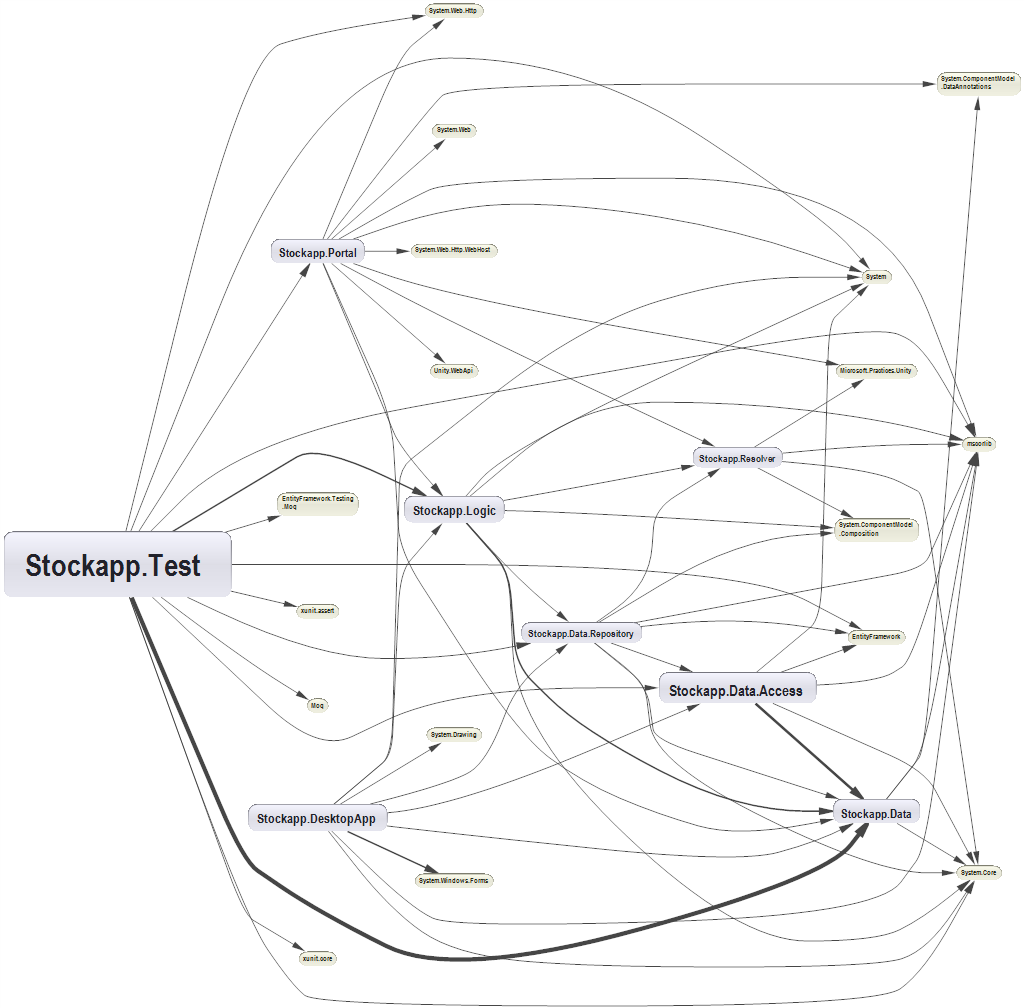 System.Web.Http
System.ComponentModel
.DataAnnotations
System.Web
Stockapp.Portal
System.Web.Http.WebHost
System
Unity.WebApi
Microsoft.Practices.Unity
mscorlib
Stockapp.Resolver
EntityFramework.Testing
.Moq
Stockapp.Logic
System.ComponentModel
.Composition
Stockapp.Test
xunit.assert
Stockapp.Data.Repository
EntityFramework
Stockapp.Data.Access
Moq
System.Drawing
Stockapp.DesktopApp
Stockapp.Data
System.Core
System.Windows.Forms
xunit.core